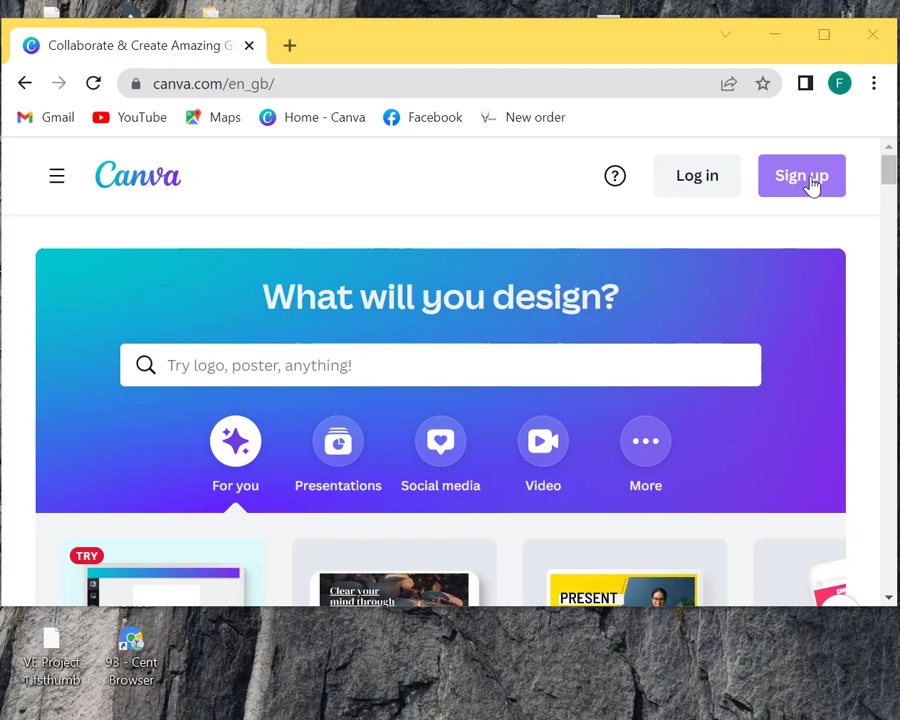 Collaborate & Create Amazing G
canva.com/en_gb/
Gmail
YouTube
Maps
Home - Canva
Facebook
New order
Canva
Log in
Sign up
What will you design?
Try logo, poster, anything!
For you
Presentations
Social media
Video
More
TRY
Clear your
mind through
PRESENT
VE Project
1.fsthumb
93 - Cent
Browser
F